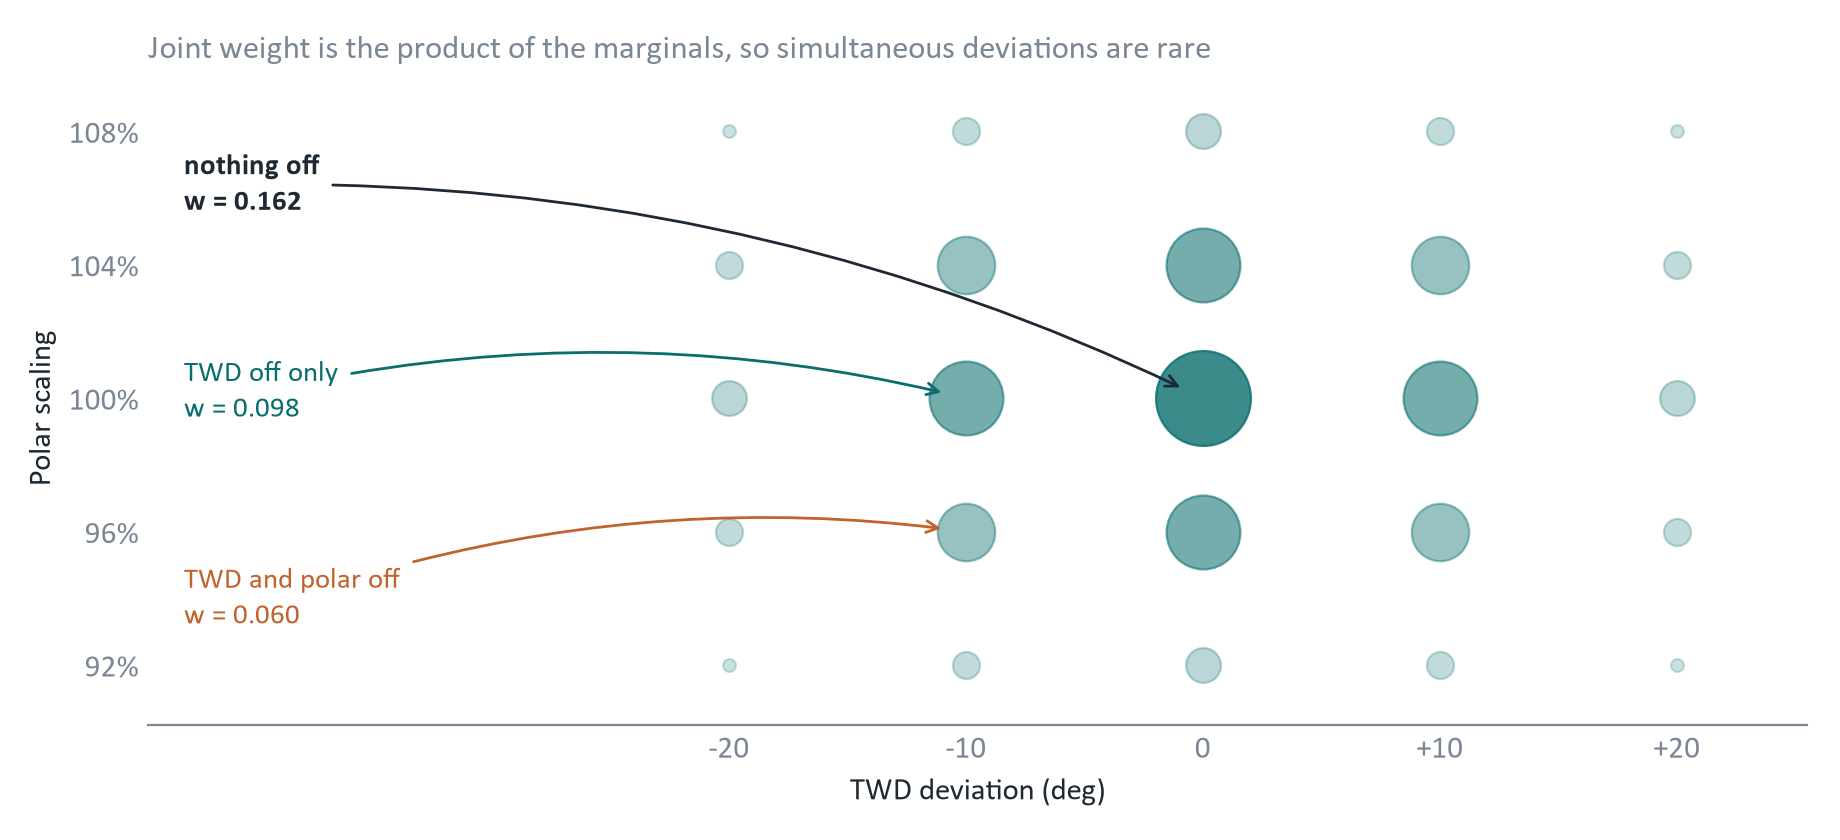 Joint weight is the product of the marginals, so simultaneous deviations are rare
108%
nothing off
w = 0.162
104%
TWD off only
w = 0.098
100%
Polar scaling
96%
TWD and polar off
w = 0.060
92%
-20 -10 0 +10 +20
TWD deviation (deg)